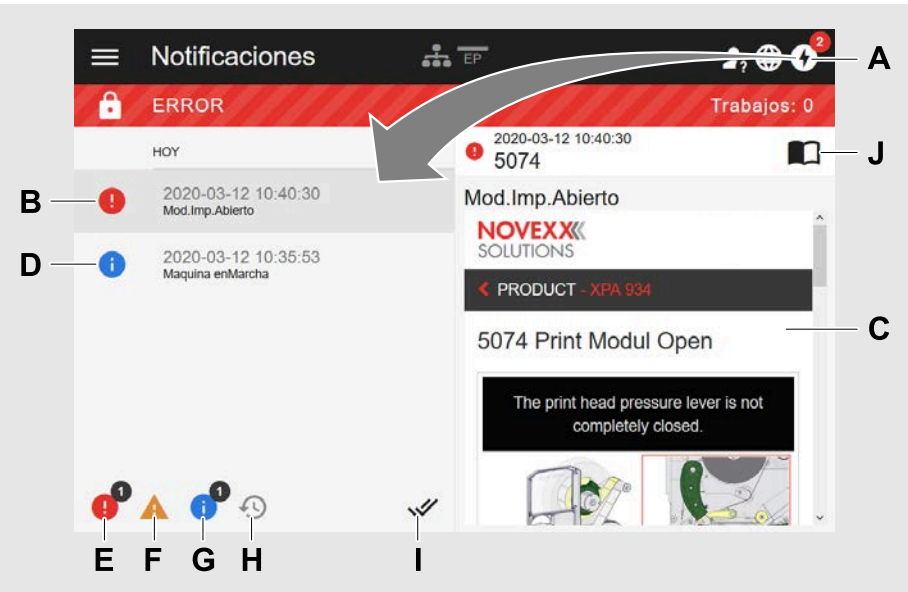 Notificaciones
EP
?
2
A
ERROR
Trabajos: 0
HOY
2020-03-12 10:40:30
5074
J
B
2020-03-12 10:40:30
Mod.Imp.Abierto
Mod.Imp.Abierto
NOVEXX
SOLUTIONS
D
2020-03-12 10:35:53
Maquina enMarcha
PRODUCT - XPA 934
5074 Print Modul Open
C
The print head pressure lever is not
completely closed.
1
1
E
F
G
H
I